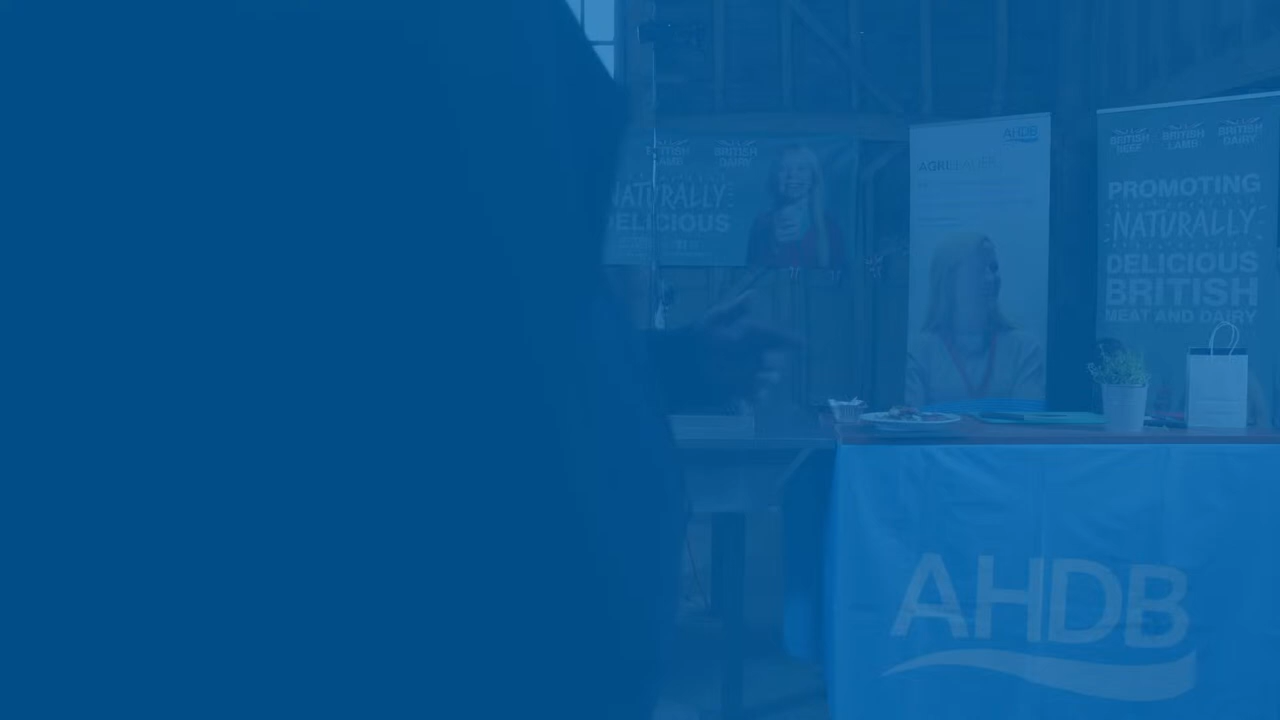 BRITISH LAMB
BRITISH DAIRY
NATURALLY
DELICIOUS
AHDB
BRITISH BEEF
BRITISH LAMB
BRITISH DAIRY
PROMOTING
NATURALLY
DELICIOUS
BRITISH
MEAT AND DAIRY
AHDB